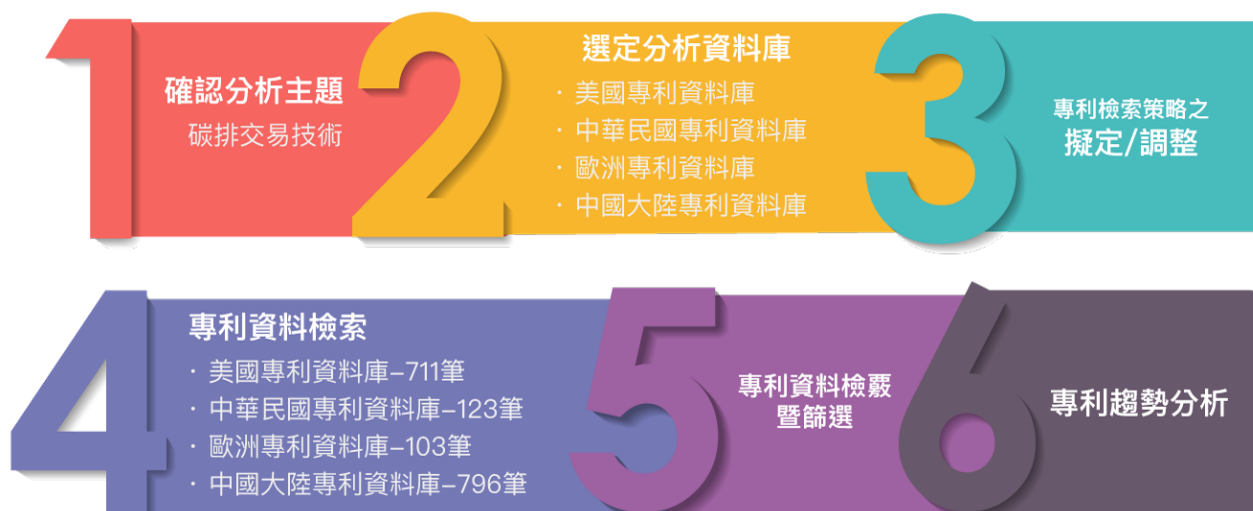 1
確認分析主題
碳排交易技術
2
選定分析資料庫
· 美國專利資料庫
· 中華民國專利資料庫
· 歐洲專利資料庫
· 中國大陸專利資料庫
3
專利檢索策略之
擬定/調整
4
專利資料檢索
· 美國專利資料庫–711筆
· 中華民國專利資料庫–123筆
· 歐洲專利資料庫–103筆
· 中國大陸專利資料庫–796筆
5
專利資料檢覈
暨篩選
6
專利趨勢分析